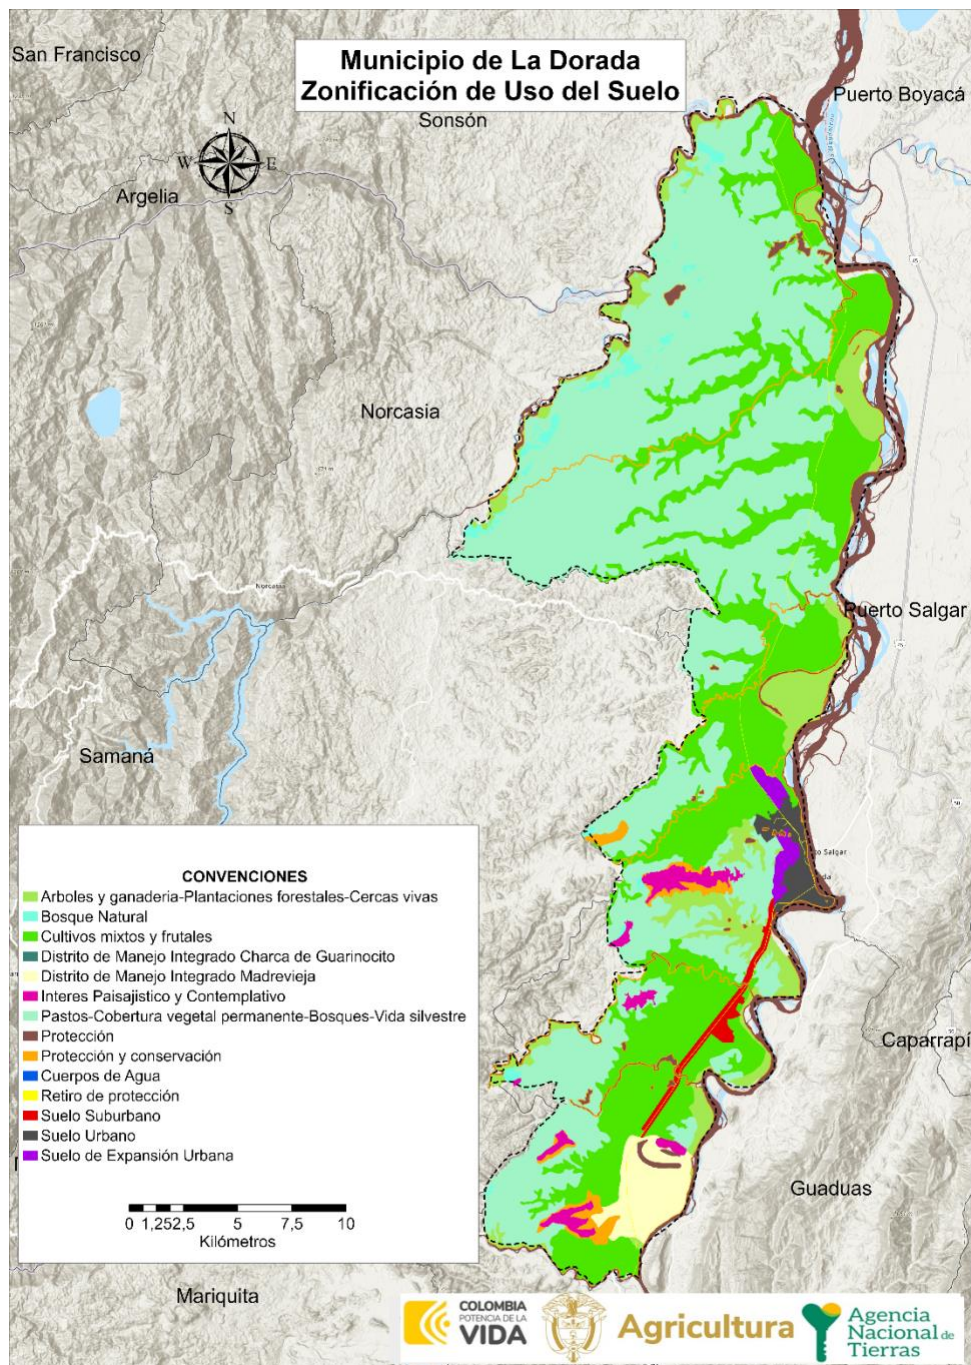 Municipio de La Dorada
Zonificación de Uso del Suelo
San Francisco
Puerto Boyacá
Sonsón
N
W E
S
Argelia
Norcasia
Norcasia
Puerto Salgar
Samaná
Salgar
CONVENCIONES
Arboles y ganaderia-Plantaciones forestales-Cercas vivas
Bosque Natural
Cultivos mixtos y frutales
Distrito de Manejo Integrado Charca de Guarinocito
Distrito de Manejo Integrado Madrevieja
Interes Paisajistico y Contemplativo
Pastos-Cobertura vegetal permanente-Bosques-Vida silvestre
Protección
Protección y conservación
Cuerpos de Agua
Retiro de protección
Suelo Suburbano
Suelo Urbano
Suelo de Expansión Urbana
0 1,252,5 5 7,5 10
Kilómetros
Caparrapí
Guaduas
Mariquita
COLOMBIA
POTENCIA DE LA
VIDA
Agricultura
Agencia
Nacional de
Tierras